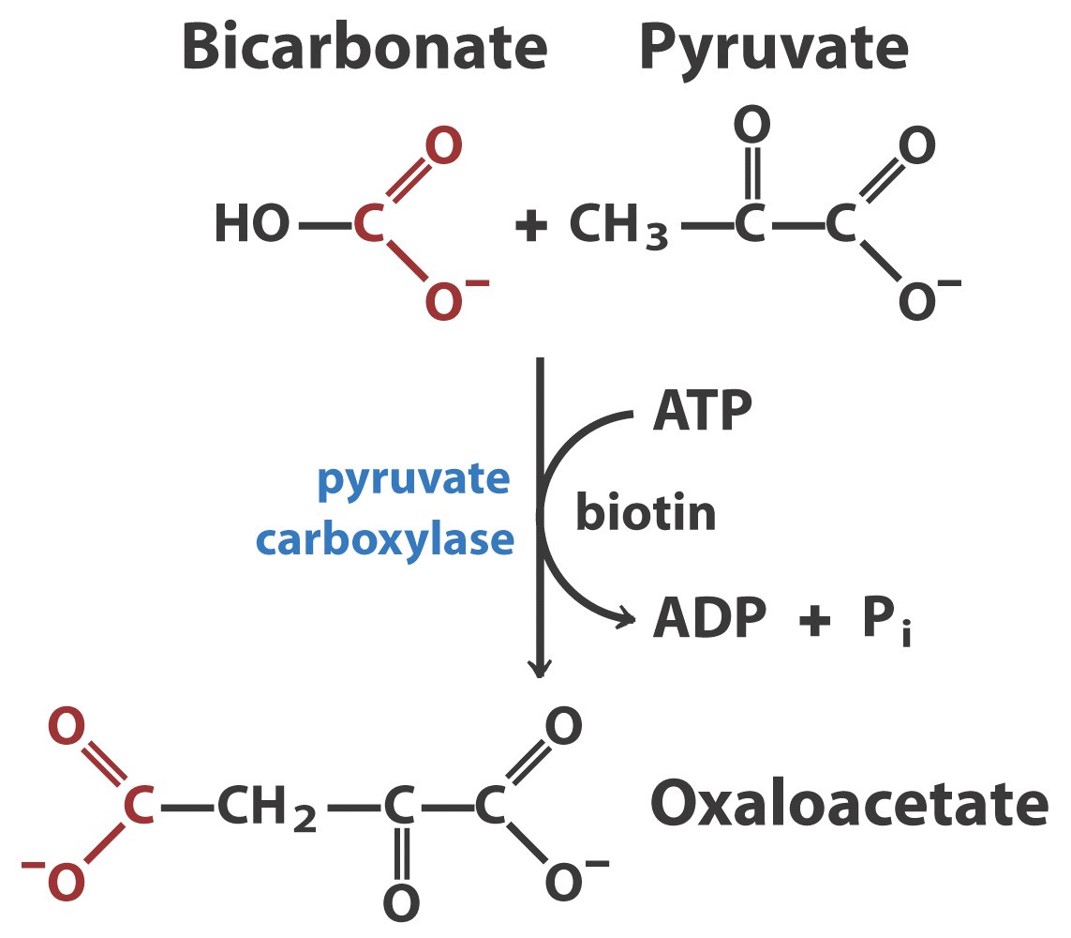 Bicarbonate Pyruvate
O O O
HO C + CH3 C C
O− O−
ATP
pyruvate
biotin
carboxylase
ADP + Pi
O O
C CH2 C C Oxaloacetate
−O O O−